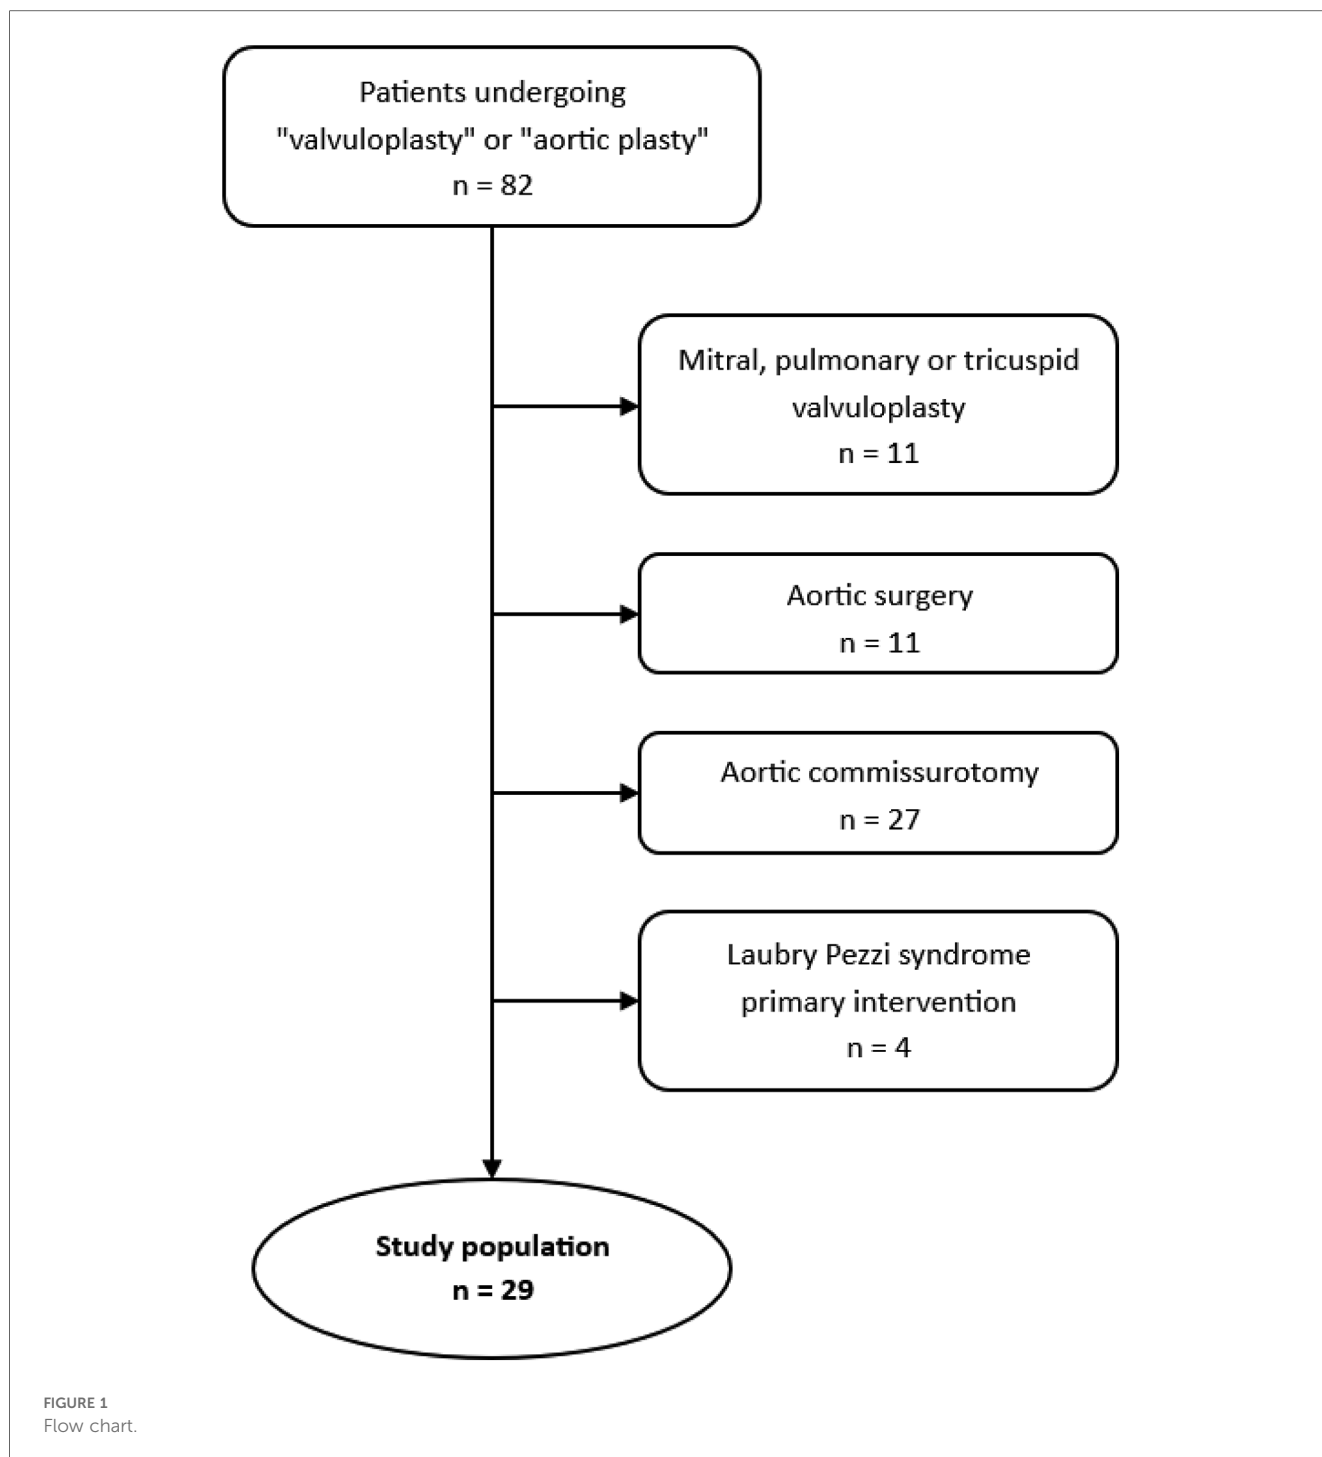 Patients undergoing
"valvuloplasty" or "aortic plasty"
n = 82
Mitral, pulmonary or tricuspid
valvuloplasty
n = 11
Aortic surgery
n = 11
Aortic commissurotomy
n = 27
Laubry Pezzi syndrome
primary intervention
n = 4
Study population
n = 29
FIGURE 1
Flow chart.